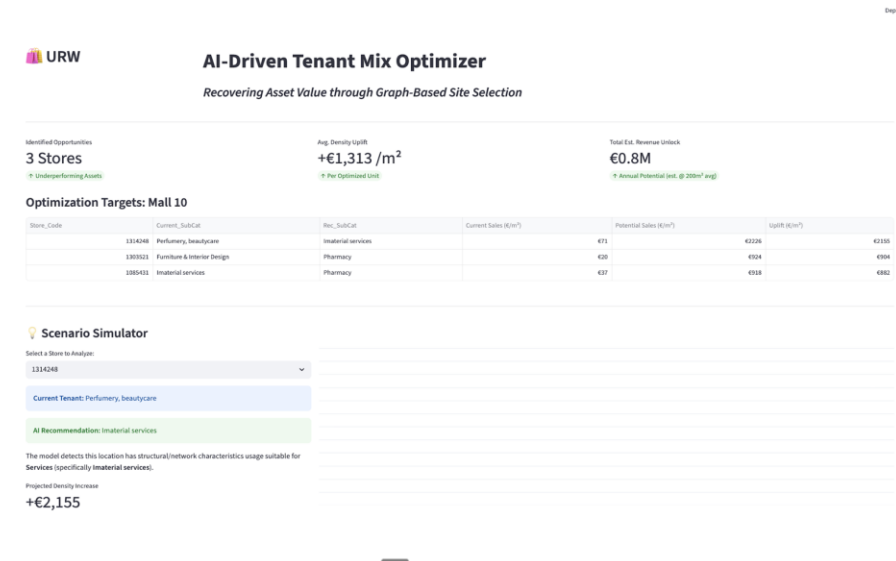 Dep
URW
AI-Driven Tenant Mix Optimizer
Recovering Asset Value through Graph-Based Site Selection
Identified Opportunities
3 Stores
↑ Underperforming Assets
Avg. Density Uplift
+€1,313 /m²
↑ Per Optimized Unit
Total Est. Revenue Unlock
€0.8M
↑ Annual Potential (est. @ 200m² avg)
Optimization Targets: Mall 10
Store_Code Current_SubCat Rec_SubCat Current Sales (€/m²) Potential Sales (€/m²) Uplift (€/m²)
1314248 Perfumery, beautycare Imaterial services €71 €2226 €2155
1303521 Furniture & Interior Design Pharmacy €20 €924 €904
1085431 Imaterial services Pharmacy €37 €918 €882
Scenario Simulator
Select a Store to Analyze:
1314248
Current Tenant: Perfumery, beautycare
AI Recommendation: Imaterial services
The model detects this location has structural/network characteristics usage suitable for
Services (specifically Imaterial services).
Projected Density Increase
+€2,155